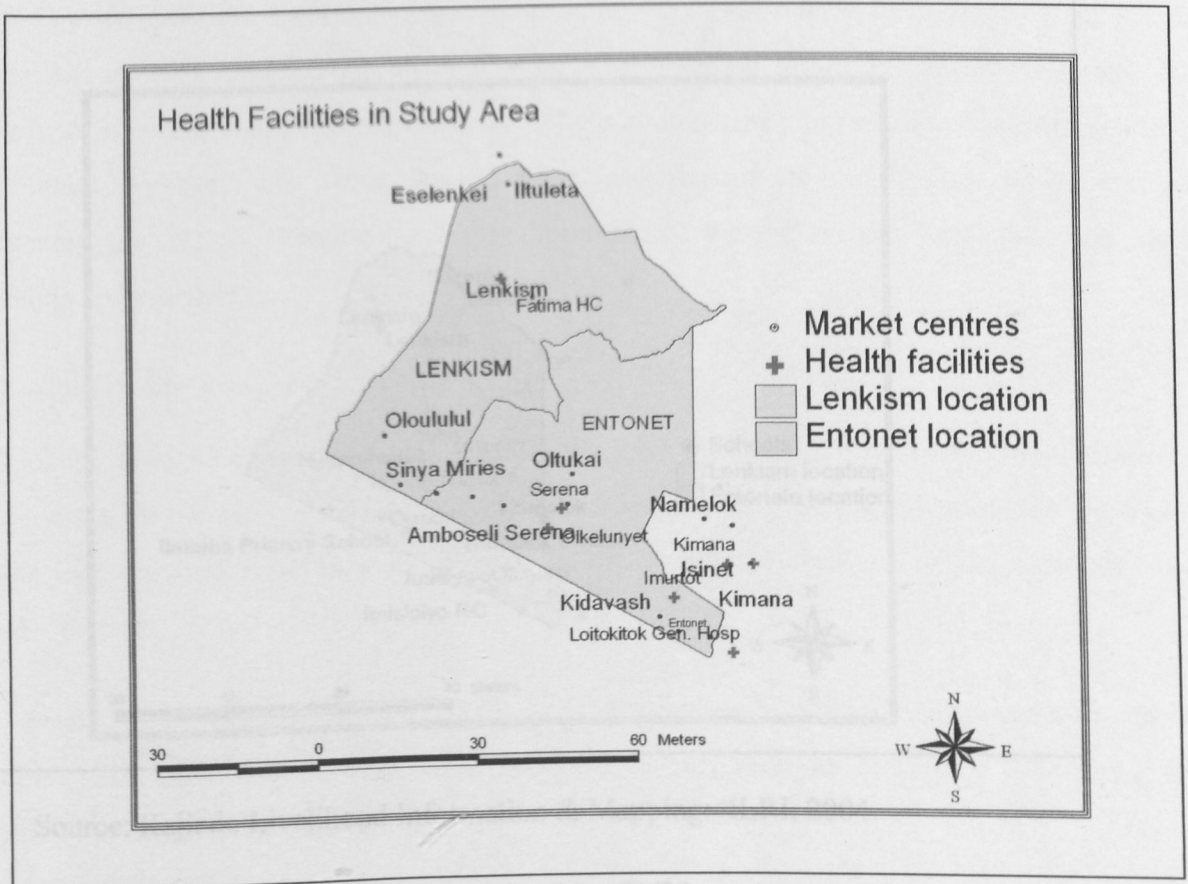 Health Facilities in Study Area
Eselenkei
Iltuleta
Lenkism
Fatima HC
LENKISM
ENTONET
Oloululul
Sinya Miries
Oltukai
Serena
Amboseli Serena
Olkelunyet
Namelok
Kimana
Isinet
Imurtot
Kidavash
Kimana
Entonet
Loitokitok Gen. Hosp
Market centres
Health facilities
Lenkism location
Entonet location
30 0 30 60 Meters
N
W E
S